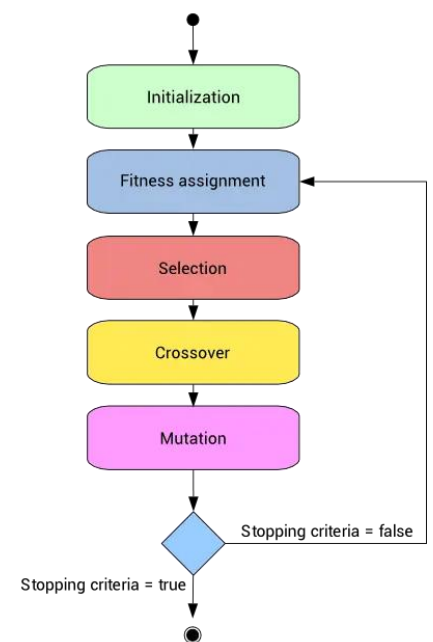 Initialization
Fitness assignment
Selection
Crossover
Mutation
Stopping criteria = false
Stopping criteria = true